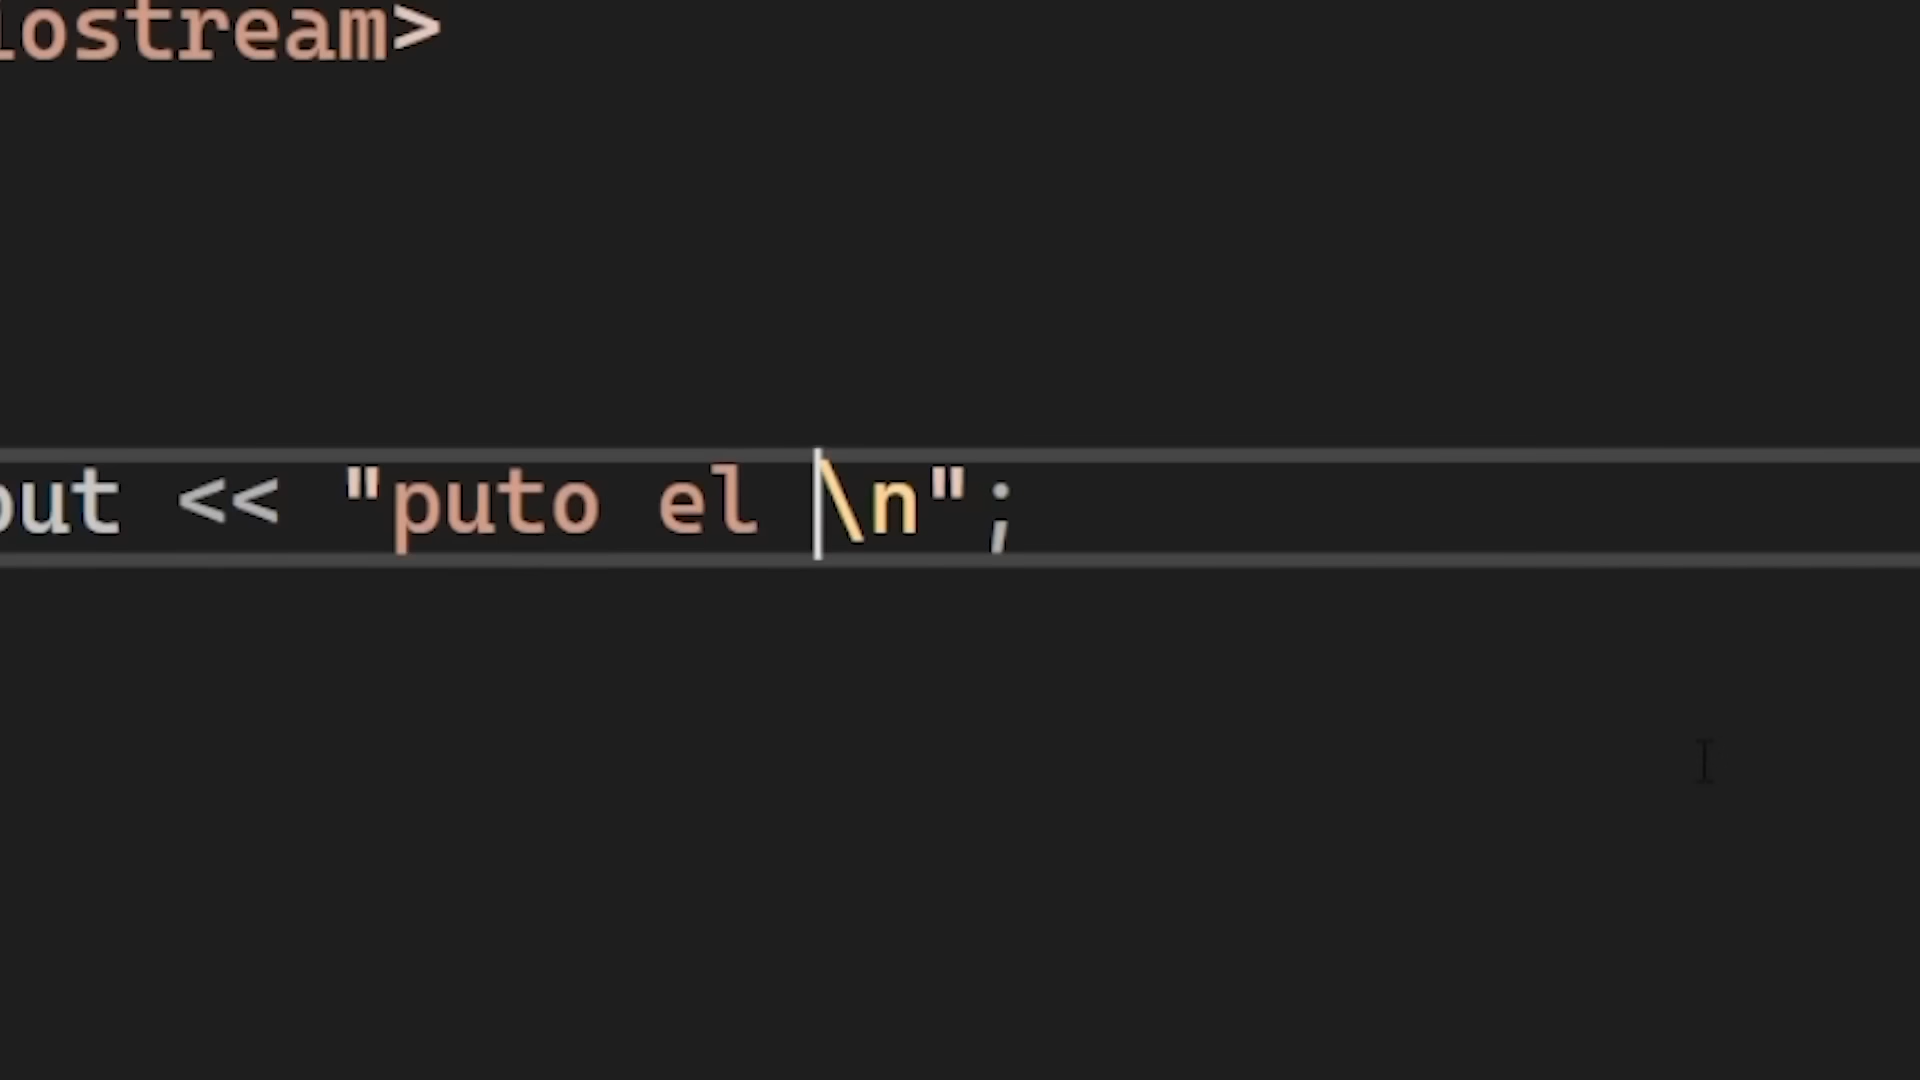 iostream>
out << "puto el \n";